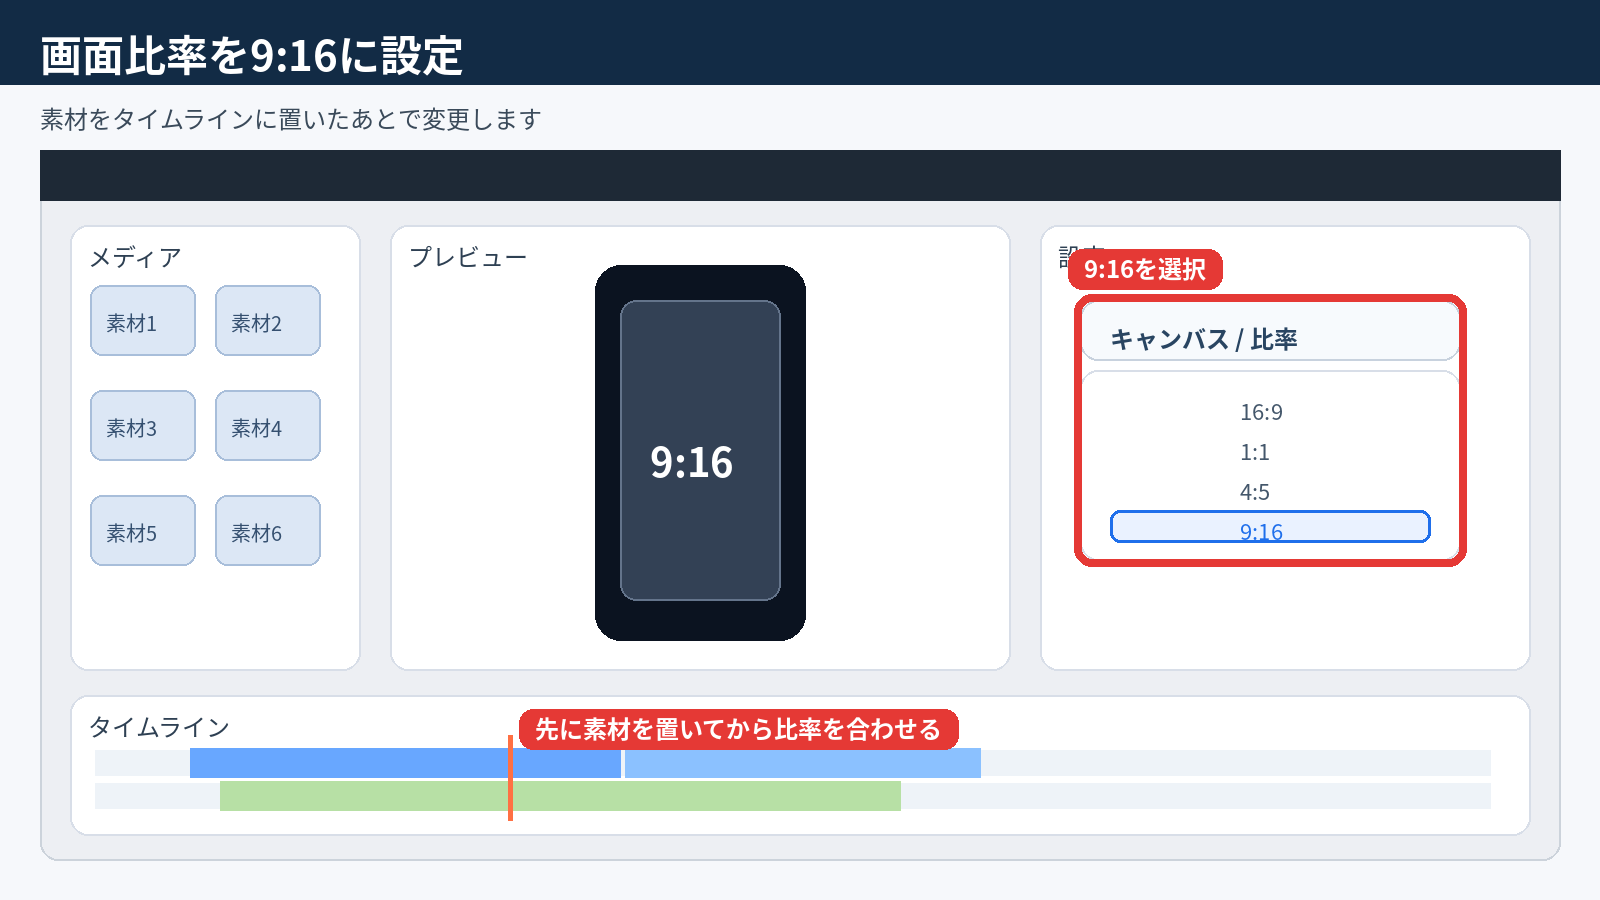 画面比率を9:16に設定
素材をタイムラインに置いたあとで変更します
メディア
素材1
素材2
素材3
素材4
素材5
素材6
プレビュー
9:16
9:16を選択
キャンバス / 比率
16:9
1:1
4:5
9:16
タイムライン
先に素材を置いてから比率を合わせる